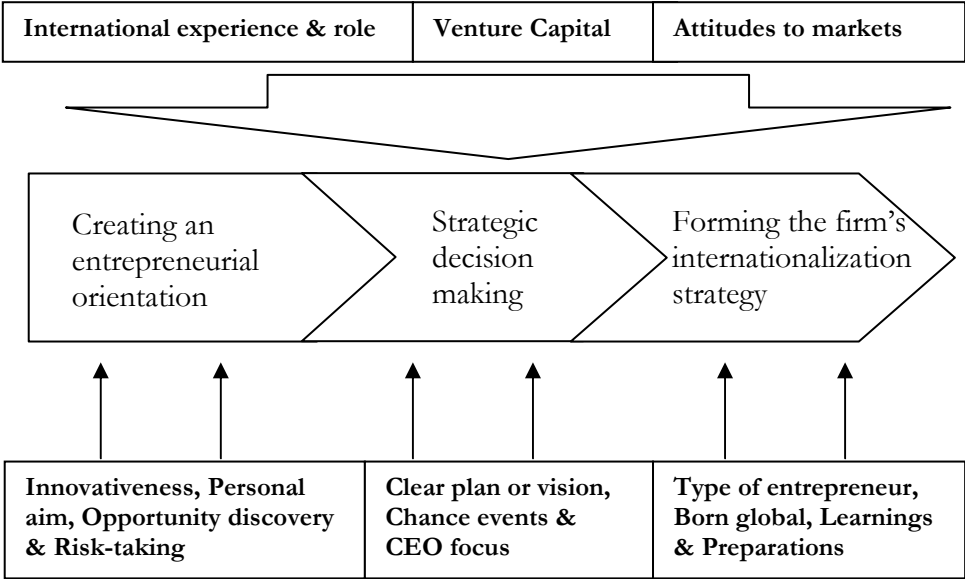 International experience & role
Venture Capital
Attitudes to markets
Creating an
entrepreneurial
orientation
Strategic
decision
making
Forming the firm's
internationalization
strategy
Innovativeness, Personal
aim, Opportunity discovery
& Risk-taking
Clear plan or vision,
Chance events &
CEO focus
Type of entrepreneur,
Born global, Learnings
& Preparations